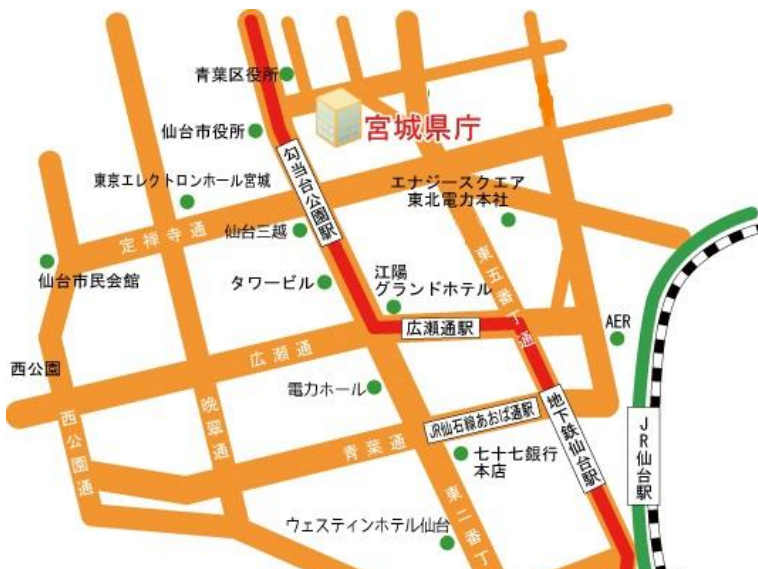 青葉区役所
仙台市役所
宮城県庁
勾当台公園駅
東京エレクトロンホール宮城
エナジースクエア
東北電力本社
定禅寺通
仙台三越
仙台市民会館
タワービル
江陽
グランドホテル
東五番丁通
広瀬通駅
AER
広瀬通
西公園
電力ホール
晩翠通
西公園通
JR仙石線あおば通駅
地下鉄仙台駅
JR仙台駅
青葉通
七十七銀行
本店
東二番丁
ウェスティンホテル仙台